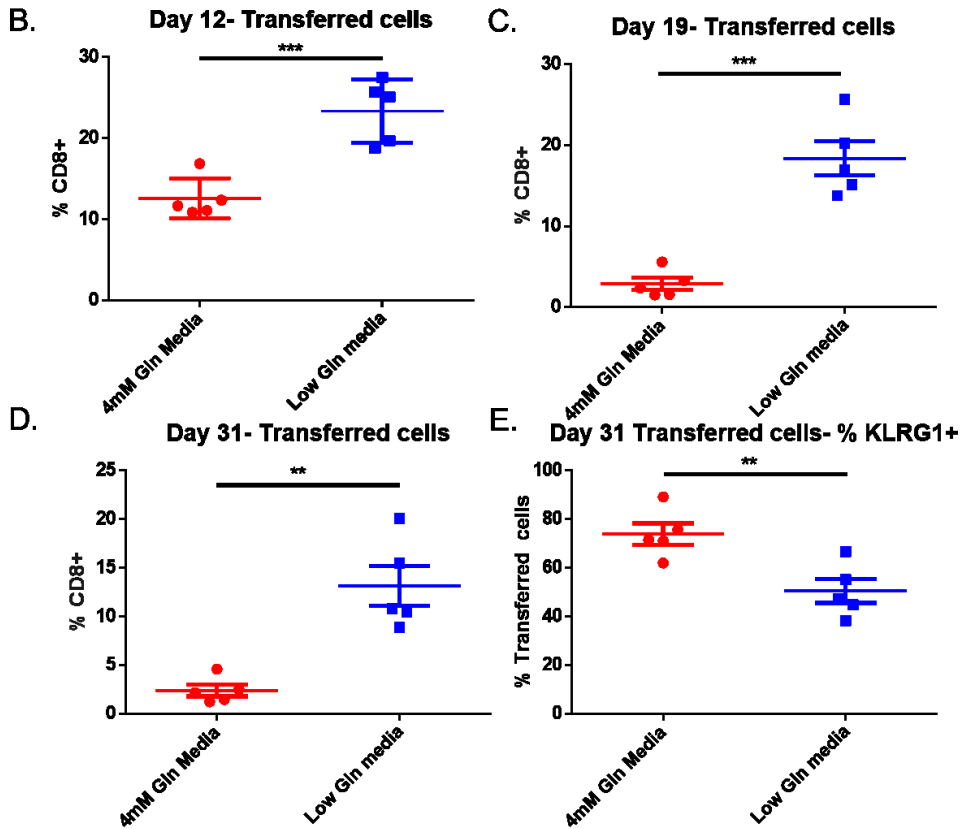 B.
Day 12- Transferred cells
***
30
20
10
0
% CD8+
4mM Gln Media
Low Gln media
C.
Day 19- Transferred cells
***
30
20
10
0
% CD8+
4mM Gln Media
Low Gln media
D.
Day 31- Transferred cells
**
25
20
15
10
5
0
% CD8+
4mM Gln Media
Low Gln media
E.
Day 31 Transferred cells- % KLRG1+
**
100
80
60
40
20
0
% Transferred cells
4mM Gln Media
Low Gln media